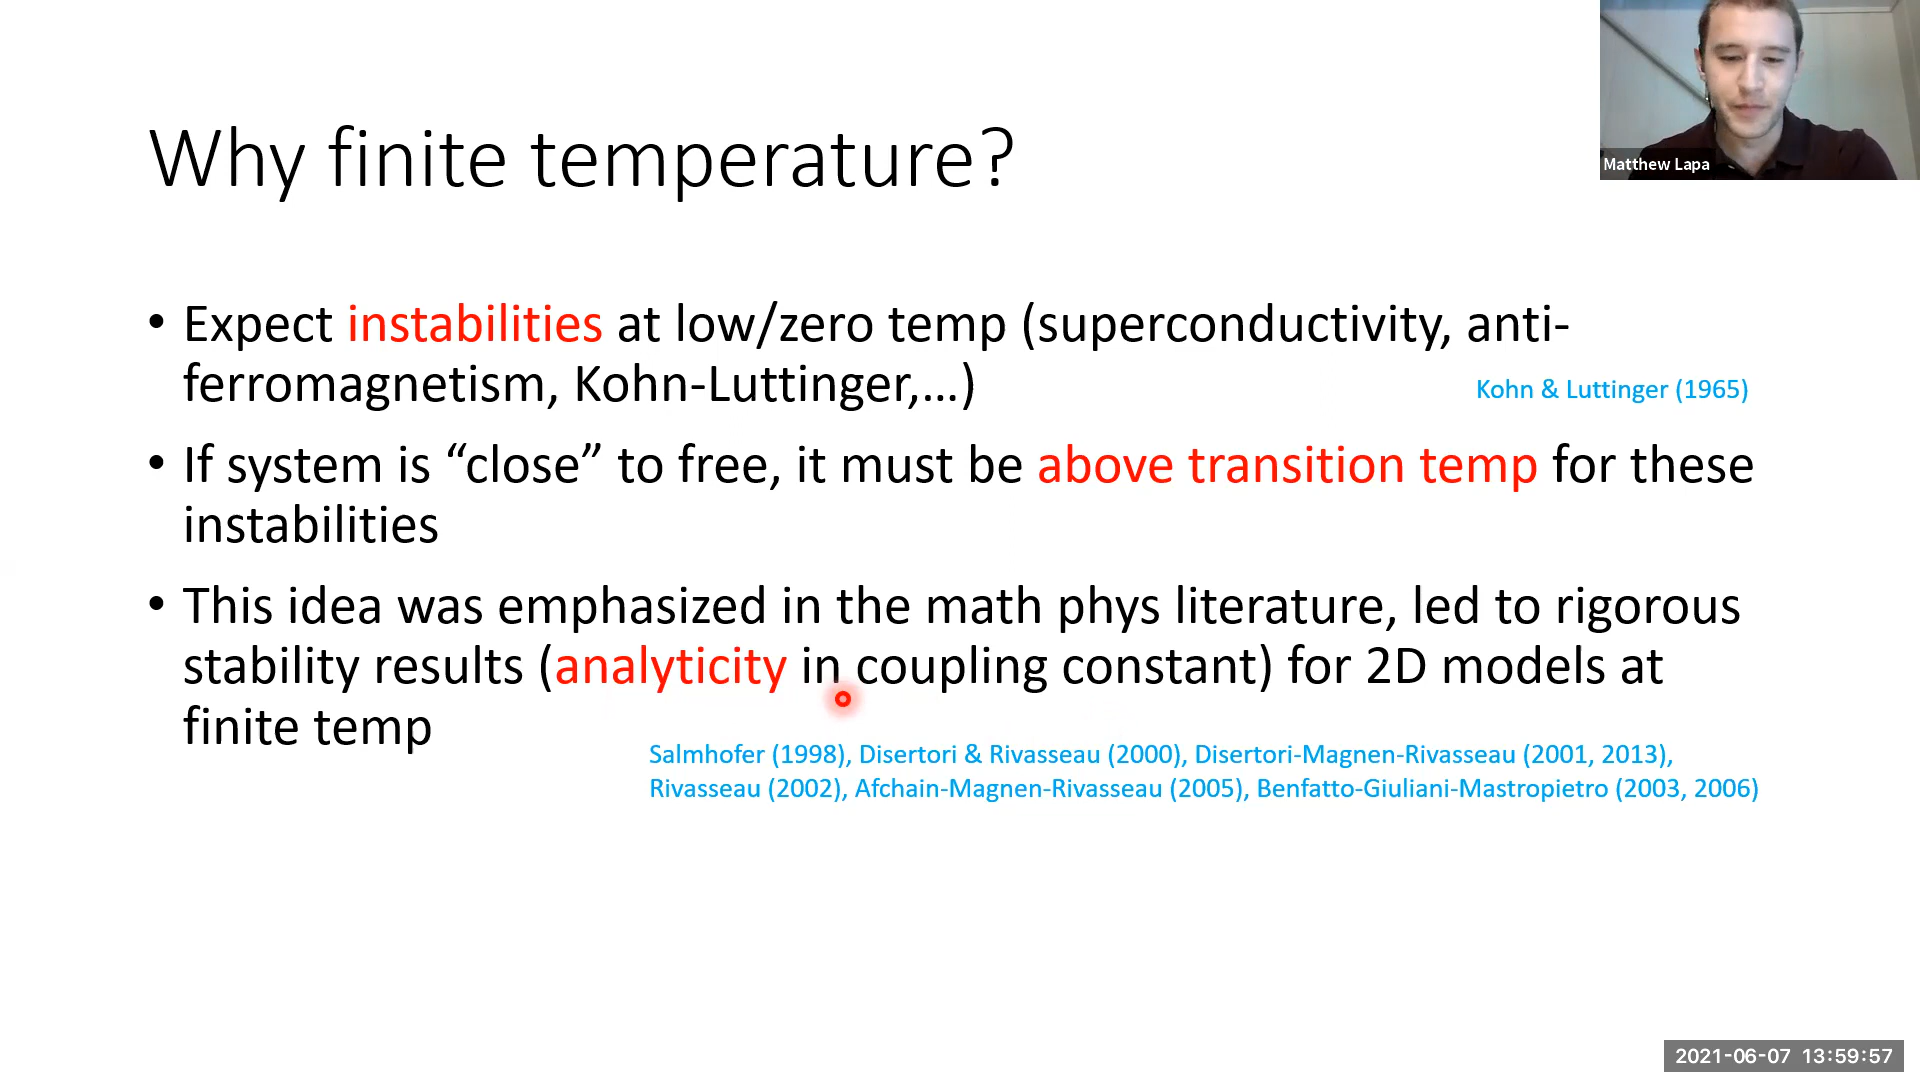 Matthew Lapa
Why finite temperature?
• Expect instabilities at low/zero temp (superconductivity, anti-
ferromagnetism, Kohn-Luttinger,...)
Kohn & Luttinger (1965)
• If system is “close” to free, it must be above transition temp for these
instabilities
• This idea was emphasized in the math phys literature, led to rigorous
stability results (analyticity in coupling constant) for 2D models at
finite temp
Salmhofer (1998), Disertori & Rivasseau (2000), Disertori-Magnen-Rivasseau (2001, 2013),
Rivasseau (2002), Afchain-Magnen-Rivasseau (2005), Benfatto-Giuliani-Mastropietro (2003, 2006)
2021-06-07 13:59:57